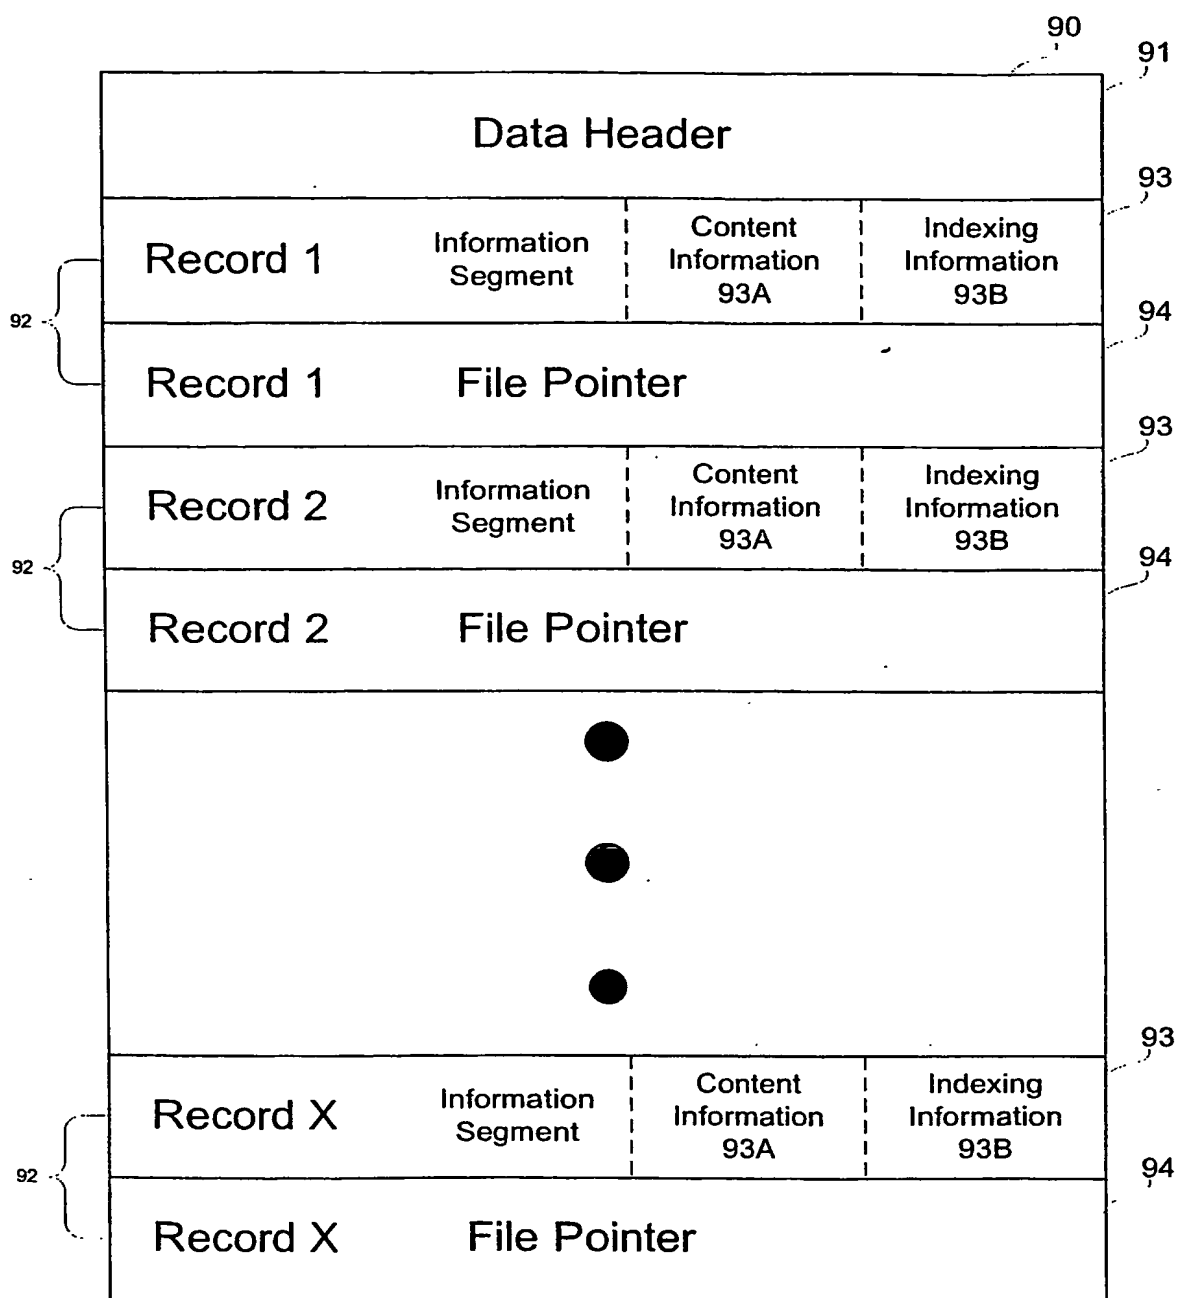 90
91
Data Header
93
Record 1
Information
Segment
Content
Information
93A
Indexing
Information
93B
92
94
Record 1 File Pointer
93
Record 2
Information
Segment
Content
Information
93A
Indexing
Information
93B
92
94
Record 2 File Pointer
93
Record X
Information
Segment
Content
Information
93A
Indexing
Information
93B
92
94
Record X File Pointer